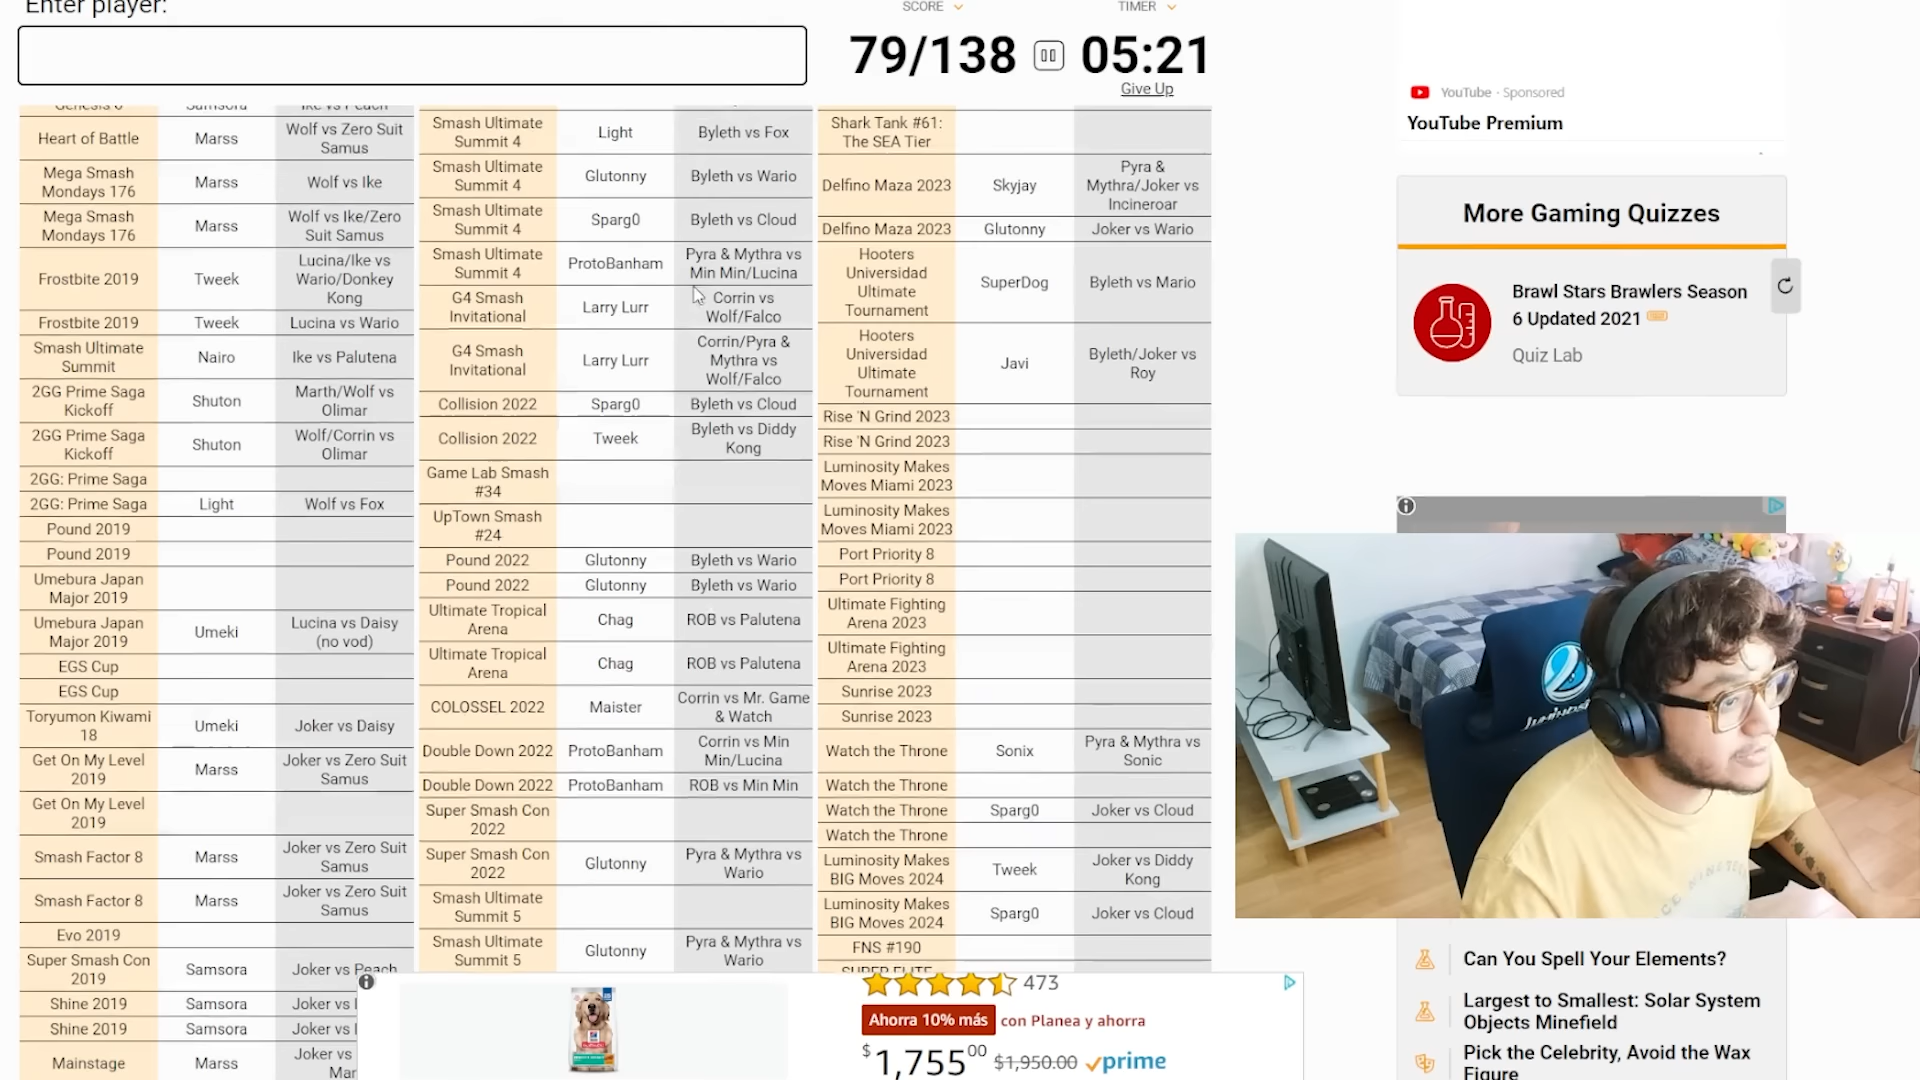 Enter player:
SCORE
TIMER
79/138
05:21
Give Up
Samsora
Ike vs Peach
Heart of Battle
Marss
Wolf vs Zero Suit
Samus
Mega Smash
Mondays 176
Marss
Wolf vs Ike
Mega Smash
Mondays 176
Marss
Wolf vs Ike/Zero
Suit Samus
Frostbite 2019
Tweek
Lucina/Ike vs
Wario/Donkey
Kong
Frostbite 2019
Tweek
Lucina vs Wario
Smash Ultimate
Summit
Nairo
Ike vs Palutena
2GG Prime Saga
Kickoff
Shuton
Marth/Wolf vs
Olimar
2GG Prime Saga
Kickoff
Shuton
Wolf/Corrin vs
Olimar
2GG: Prime Saga
2GG: Prime Saga
Light
Wolf vs Fox
Pound 2019
Pound 2019
Umebura Japan
Major 2019
Umebura Japan
Major 2019
Umeki
Lucina vs Daisy
(no vod)
EGS Cup
EGS Cup
Toryumon Kiwami
18
Umeki
Joker vs Daisy
Get On My Level
2019
Marss
Joker vs Zero Suit
Samus
Get On My Level
2019
Smash Factor 8
Marss
Joker vs Zero Suit
Samus
Smash Factor 8
Marss
Joker vs Zero Suit
Samus
Evo 2019
Super Smash Con
2019
Samsora
Joker vs Peach
Shine 2019
Samsora
Joker vs
Shine 2019
Samsora
Joker vs
Mainstage
Marss
Joker vs
Mar
Smash Ultimate
Summit 4
Light
Byleth vs Fox
Smash Ultimate
Summit 4
Glutonny
Byleth vs Wario
Smash Ultimate
Summit 4
Sparg0
Byleth vs Cloud
Smash Ultimate
Summit 4
ProtoBanham
Pyra & Mythra vs
Min Min/Lucina
G4 Smash
Invitational
Larry Lurr
Corrin vs
Wolf/Falco
G4 Smash
Invitational
Larry Lurr
Corrin/Pyra &
Mythra vs
Wolf/Falco
Collision 2022
Sparg0
Byleth vs Cloud
Collision 2022
Tweek
Byleth vs Diddy
Kong
Game Lab Smash
#34
UpTown Smash
#24
Pound 2022
Glutonny
Byleth vs Wario
Pound 2022
Glutonny
Byleth vs Wario
Ultimate Tropical
Arena
Chag
ROB vs Palutena
Ultimate Tropical
Arena
Chag
ROB vs Palutena
COLOSSEL 2022
Maister
Corrin vs Mr. Game
& Watch
Double Down 2022
ProtoBanham
Corrin vs Min
Min/Lucina
Double Down 2022
ProtoBanham
ROB vs Min Min
Super Smash Con
2022
Super Smash Con
2022
Glutonny
Pyra & Mythra vs
Wario
Smash Ultimate
Summit 5
Smash Ultimate
Summit 5
Glutonny
Pyra & Mythra vs
Wario
Shark Tank #61:
The SEA Tier
Delfino Maza 2023
Skyjay
Pyra &
Mythra/Joker vs
Incineroar
Delfino Maza 2023
Glutonny
Joker vs Wario
Hooters
Universidad
Ultimate
Tournament
SuperDog
Byleth vs Mario
Hooters
Universidad
Ultimate
Tournament
Javi
Byleth/Joker vs
Roy
Rise 'N Grind 2023
Rise 'N Grind 2023
Luminosity Makes
Moves Miami 2023
Luminosity Makes
Moves Miami 2023
Port Priority 8
Port Priority 8
Ultimate Fighting
Arena 2023
Ultimate Fighting
Arena 2023
Sunrise 2023
Sunrise 2023
Watch the Throne
Sonix
Pyra & Mythra vs
Sonic
Watch the Throne
Watch the Throne
Sparg0
Joker vs Cloud
Watch the Throne
Luminosity Makes
BIG Moves 2024
Tweek
Joker vs Diddy
Kong
Luminosity Makes
BIG Moves 2024
Sparg0
Joker vs Cloud
FNS #190
SUPER ELITE
YouTube · Sponsored
YouTube Premium
More Gaming Quizzes
Brawl Stars Brawlers Season
6 Updated 2021
Quiz Lab
Can You Spell Your Elements?
Largest to Smallest: Solar System
Objects Minefield
Pick the Celebrity, Avoid the Wax
Figure
473
Ahorra 10% más con Planea y ahorra
$1,755.00 $1,950.00 prime